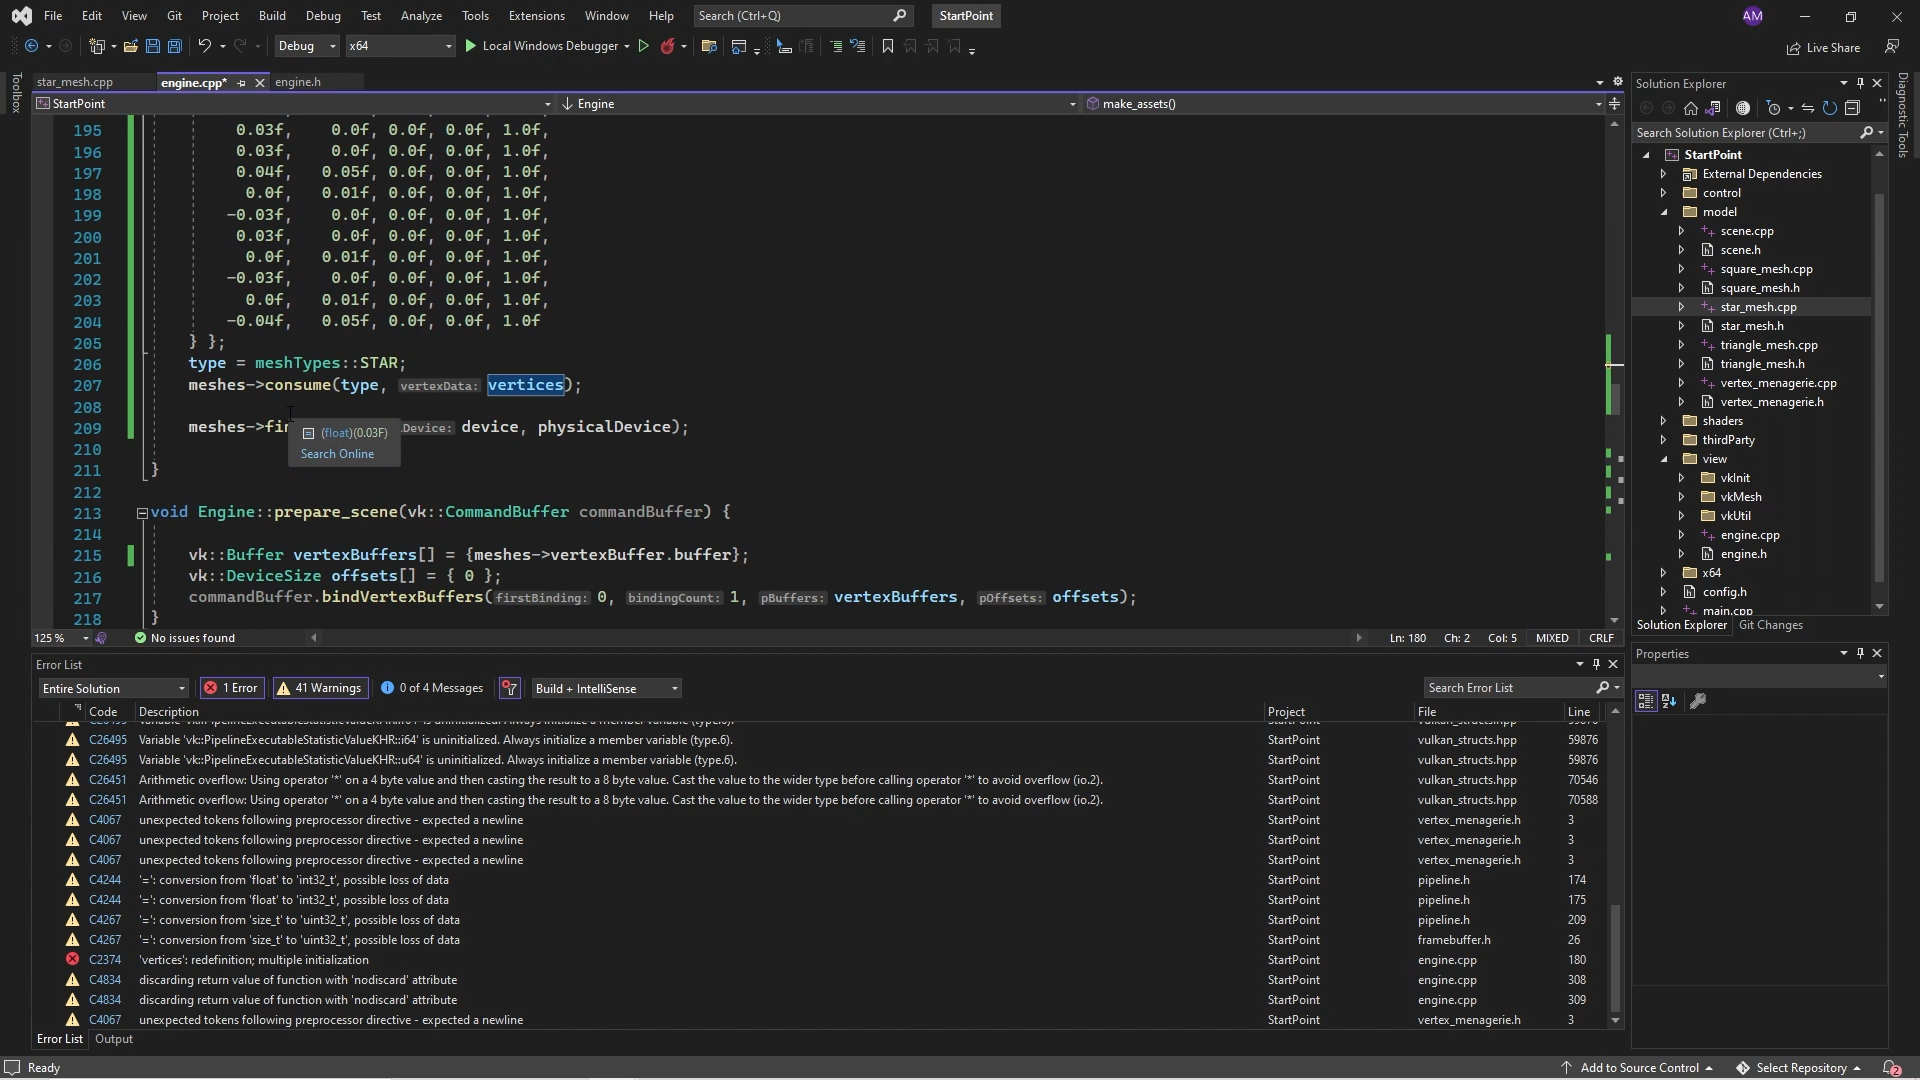 File Edit View Git Project Build Debug Test Analyze Tools Extensions Window Help Search (Ctrl+Q) StartPoint AM
Debug x64 Local Windows Debugger Live Share
Toolbox
star_mesh.cpp engine.cpp* engine.h
StartPoint Engine make_assets()
195 0.03f, 0.0f, 0.0f, 0.0f, 1.0f,
196 0.03f, 0.0f, 0.0f, 0.0f, 1.0f,
197 0.04f, 0.05f, 0.0f, 0.0f, 1.0f,
198 0.0f, 0.01f, 0.0f, 0.0f, 1.0f,
199 -0.03f, 0.0f, 0.0f, 0.0f, 1.0f,
200 0.03f, 0.0f, 0.0f, 0.0f, 1.0f,
201 0.0f, 0.01f, 0.0f, 0.0f, 1.0f,
202 -0.03f, 0.0f, 0.0f, 0.0f, 1.0f,
203 0.0f, 0.01f, 0.0f, 0.0f, 1.0f,
204 -0.04f, 0.05f, 0.0f, 0.0f, 1.0f
205 } };
206 type = meshTypes::STAR;
207 meshes->consume(type, vertexData: vertices);
208
209 meshes->fi Device: device, physicalDevice);
(float)(0.03F)
Search Online
210
211 }
212
213 void Engine::prepare_scene(vk::CommandBuffer commandBuffer) {
214
215 vk::Buffer vertexBuffers[] = {meshes->vertexBuffer.buffer};
216 vk::DeviceSize offsets[] = { 0 };
217 commandBuffer.bindVertexBuffers(firstBinding: 0, bindingCount: 1, pBuffers: vertexBuffers, pOffsets: offsets);
218 }
125 % No issues found Ln: 180 Ch: 2 Col: 5 MIXED CRLF
Error List
Entire Solution 1 Error 41 Warnings 0 of 4 Messages Build + IntelliSense Search Error List
Code Description Project File Line
C26495 Variable 'vk::PipelineExecutableStatisticValueKHR::i64' is uninitialized. Always initialize a member variable (type.6). StartPoint vulkan_structs.hpp 59876
C26495 Variable 'vk::PipelineExecutableStatisticValueKHR::u64' is uninitialized. Always initialize a member variable (type.6). StartPoint vulkan_structs.hpp 59876
C26451 Arithmetic overflow: Using operator '*' on a 4 byte value and then casting the result to a 8 byte value. Cast the value to the wider type before calling operator '*' to avoid overflow (io.2). StartPoint vulkan_structs.hpp 70546
C26451 Arithmetic overflow: Using operator '*' on a 4 byte value and then casting the result to a 8 byte value. Cast the value to the wider type before calling operator '*' to avoid overflow (io.2). StartPoint vulkan_structs.hpp 70588
C4067 unexpected tokens following preprocessor directive - expected a newline StartPoint vertex_menagerie.h 3
C4067 unexpected tokens following preprocessor directive - expected a newline StartPoint vertex_menagerie.h 3
C4067 unexpected tokens following preprocessor directive - expected a newline StartPoint vertex_menagerie.h 3
C4244 '=': conversion from 'float' to 'int32_t', possible loss of data StartPoint pipeline.h 174
C4244 '=': conversion from 'float' to 'int32_t', possible loss of data StartPoint pipeline.h 175
C4267 '=': conversion from 'size_t' to 'uint32_t', possible loss of data StartPoint pipeline.h 209
C4267 '=': conversion from 'size_t' to 'uint32_t', possible loss of data StartPoint framebuffer.h 26
C2374 'vertices': redefinition; multiple initialization StartPoint engine.cpp 180
C4834 discarding return value of function with 'nodiscard' attribute StartPoint engine.cpp 308
C4834 discarding return value of function with 'nodiscard' attribute StartPoint engine.cpp 309
C4067 unexpected tokens following preprocessor directive - expected a newline StartPoint vertex_menagerie.h 3
Error List Output
Solution Explorer
Search Solution Explorer (Ctrl+;)
StartPoint
External Dependencies
control
model
scene.cpp
scene.h
square_mesh.cpp
square_mesh.h
star_mesh.cpp
star_mesh.h
triangle_mesh.cpp
triangle_mesh.h
vertex_menagerie.cpp
vertex_menagerie.h
shaders
thirdParty
view
vkInit
vkMesh
vkUtil
engine.cpp
engine.h
x64
config.h
main.cpp
Solution Explorer Git Changes
Properties
Diagnostic Tools
Ready Add to Source Control Select Repository 2